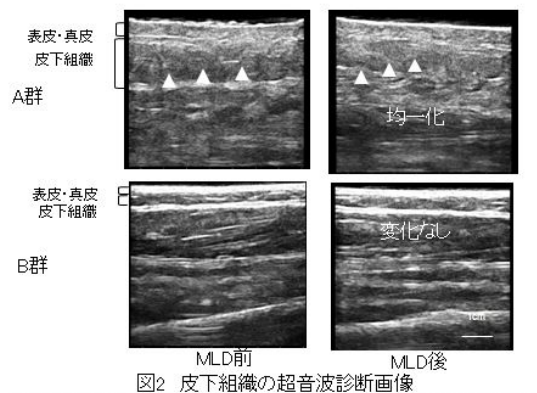 表皮・真皮
皮下組織
A群
均一化
表皮・真皮
皮下組織
B群
変化なし
1cm
MLD前
MLD後
図2 皮下組織の超音波診断画像